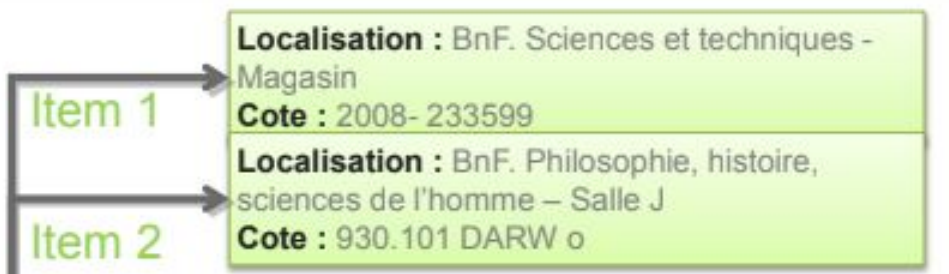 Localisation : BnF. Sciences et techniques -
Magasin
Item 1
Cote : 2008- 233599
Localisation : BnF. Philosophie, histoire,
sciences de l'homme – Salle J
Item 2
Cote : 930.101 DARW o